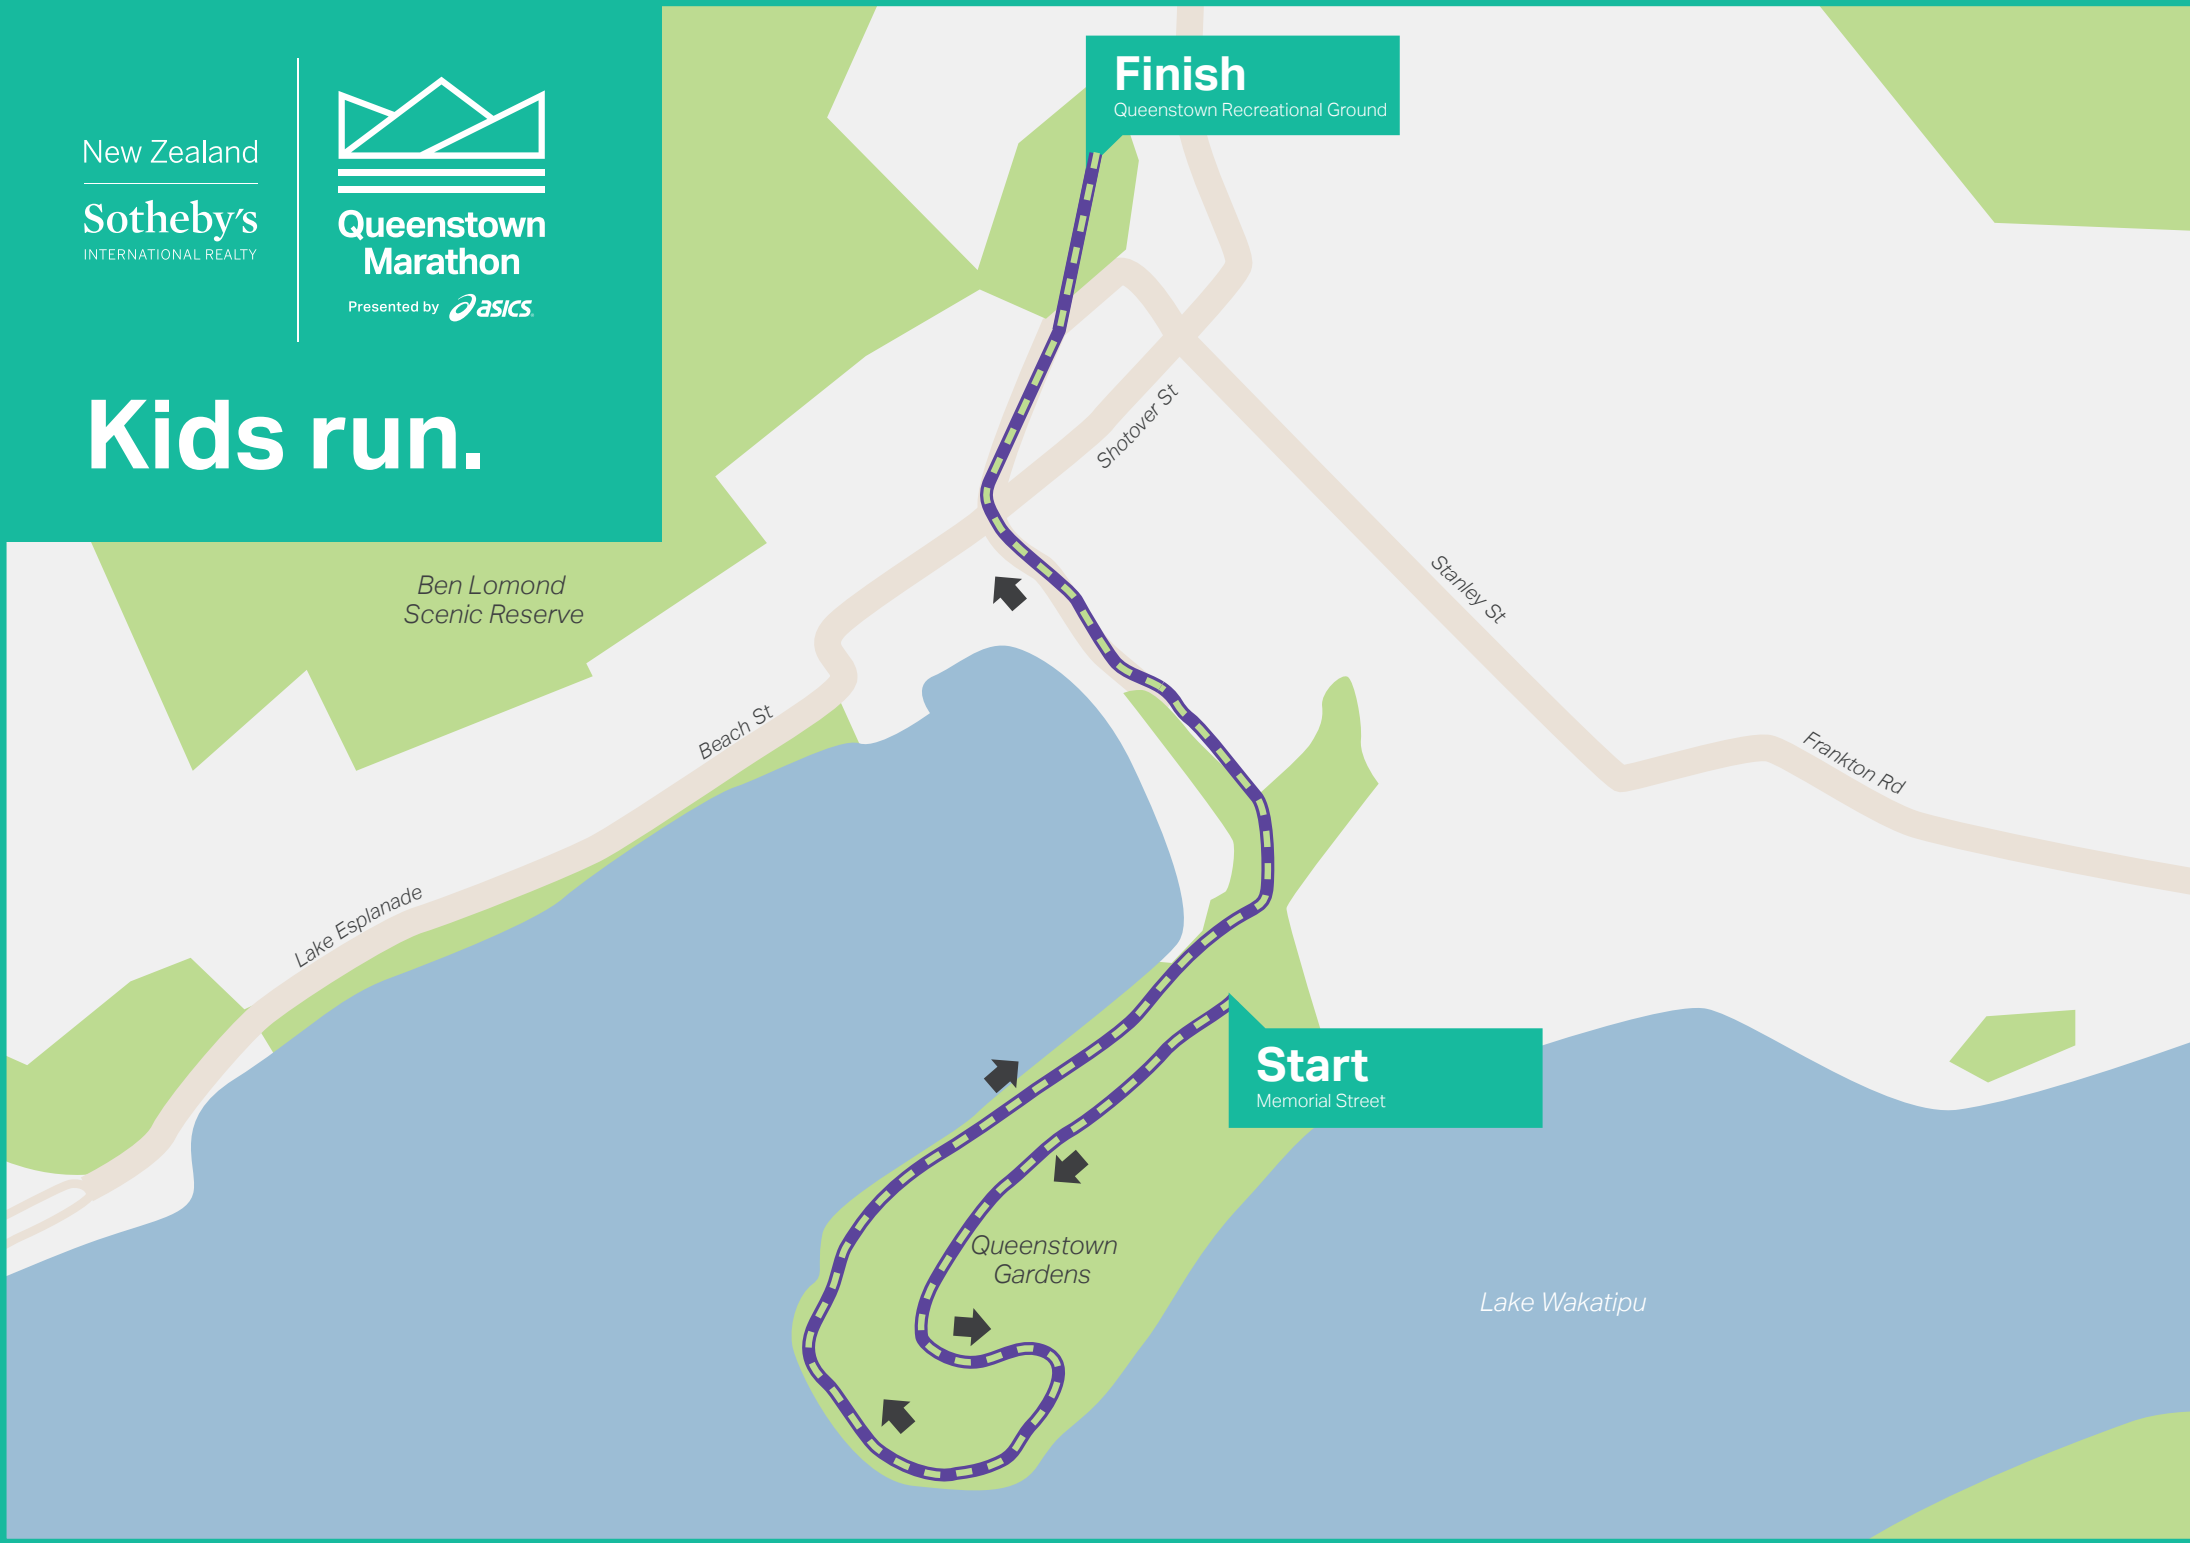 New Zealand
Sotheby's
INTERNATIONAL REALTY
Queenstown
Marathon
Presented by asics
Kids run.
Finish
Queenstown Recreational Ground
Shotover St
Stanley St
Ben Lomond
Scenic Reserve
Beach St
Frankton Rd
Lake Esplanade
Start
Memorial Street
Queenstown
Gardens
Lake Wakatipu